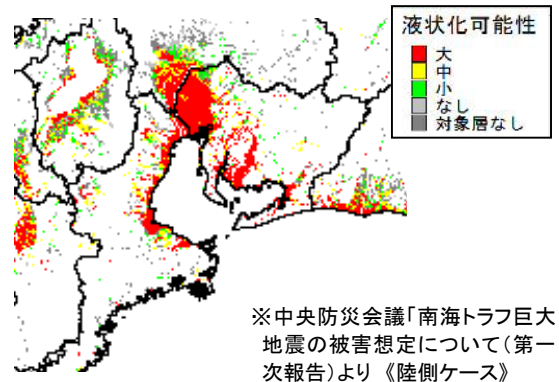 液状化可能性
大
中
小
なし
対象層なし
※中央防災会議「南海トラフ巨大
地震の被害想定について(第一
次報告)より 《陸側ケース》